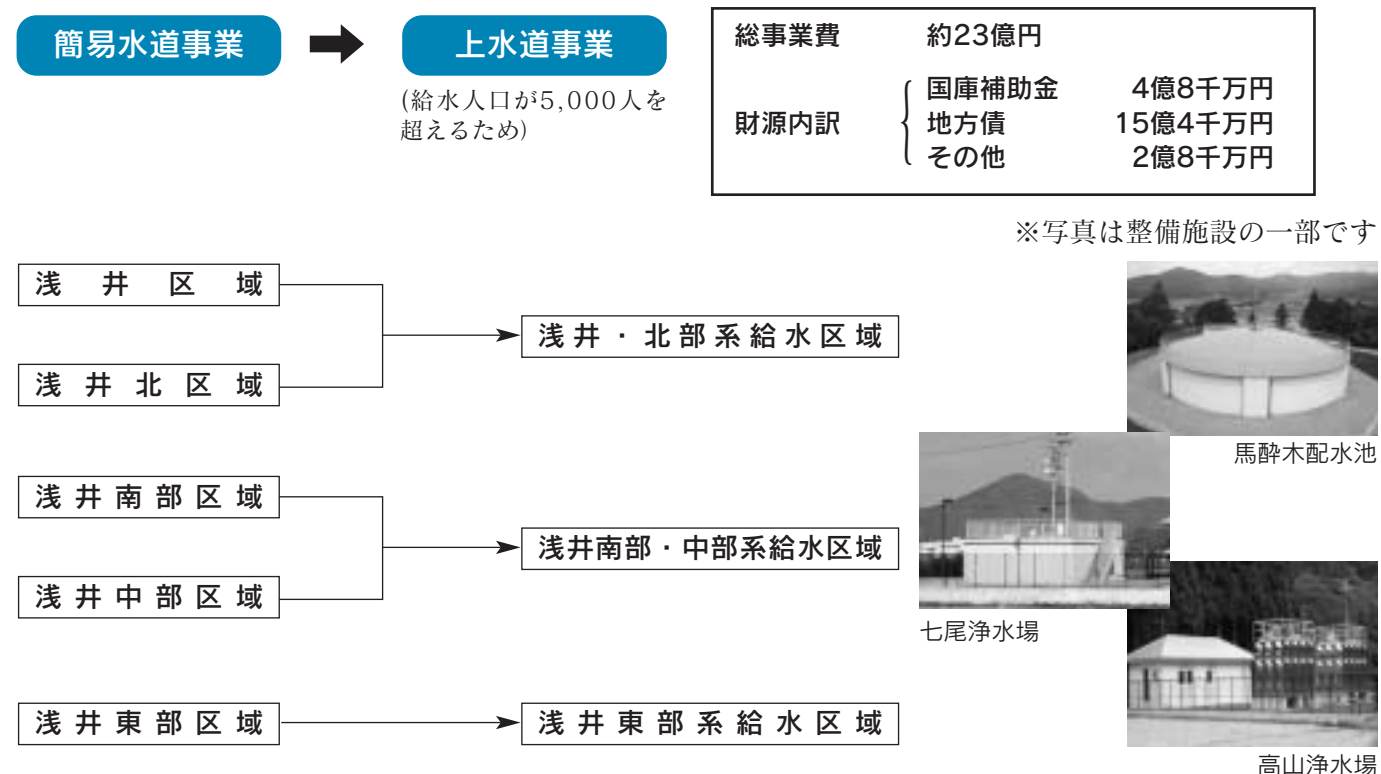 簡易水道事業
上水道事業
(給水人口が5,000人を
超えるため)
総事業費 約23億円
財源内訳
国庫補助金 4億8千万円
地方債 15億4千万円
その他 2億8千万円
※写真は整備施設の一部です
浅井区域
浅井北区域
浅井・北部系給水区域
浅井南部区域
浅井中部区域
浅井南部・中部系給水区域
浅井東部区域
浅井東部系給水区域
馬酔木配水池
七尾浄水場
高山浄水場